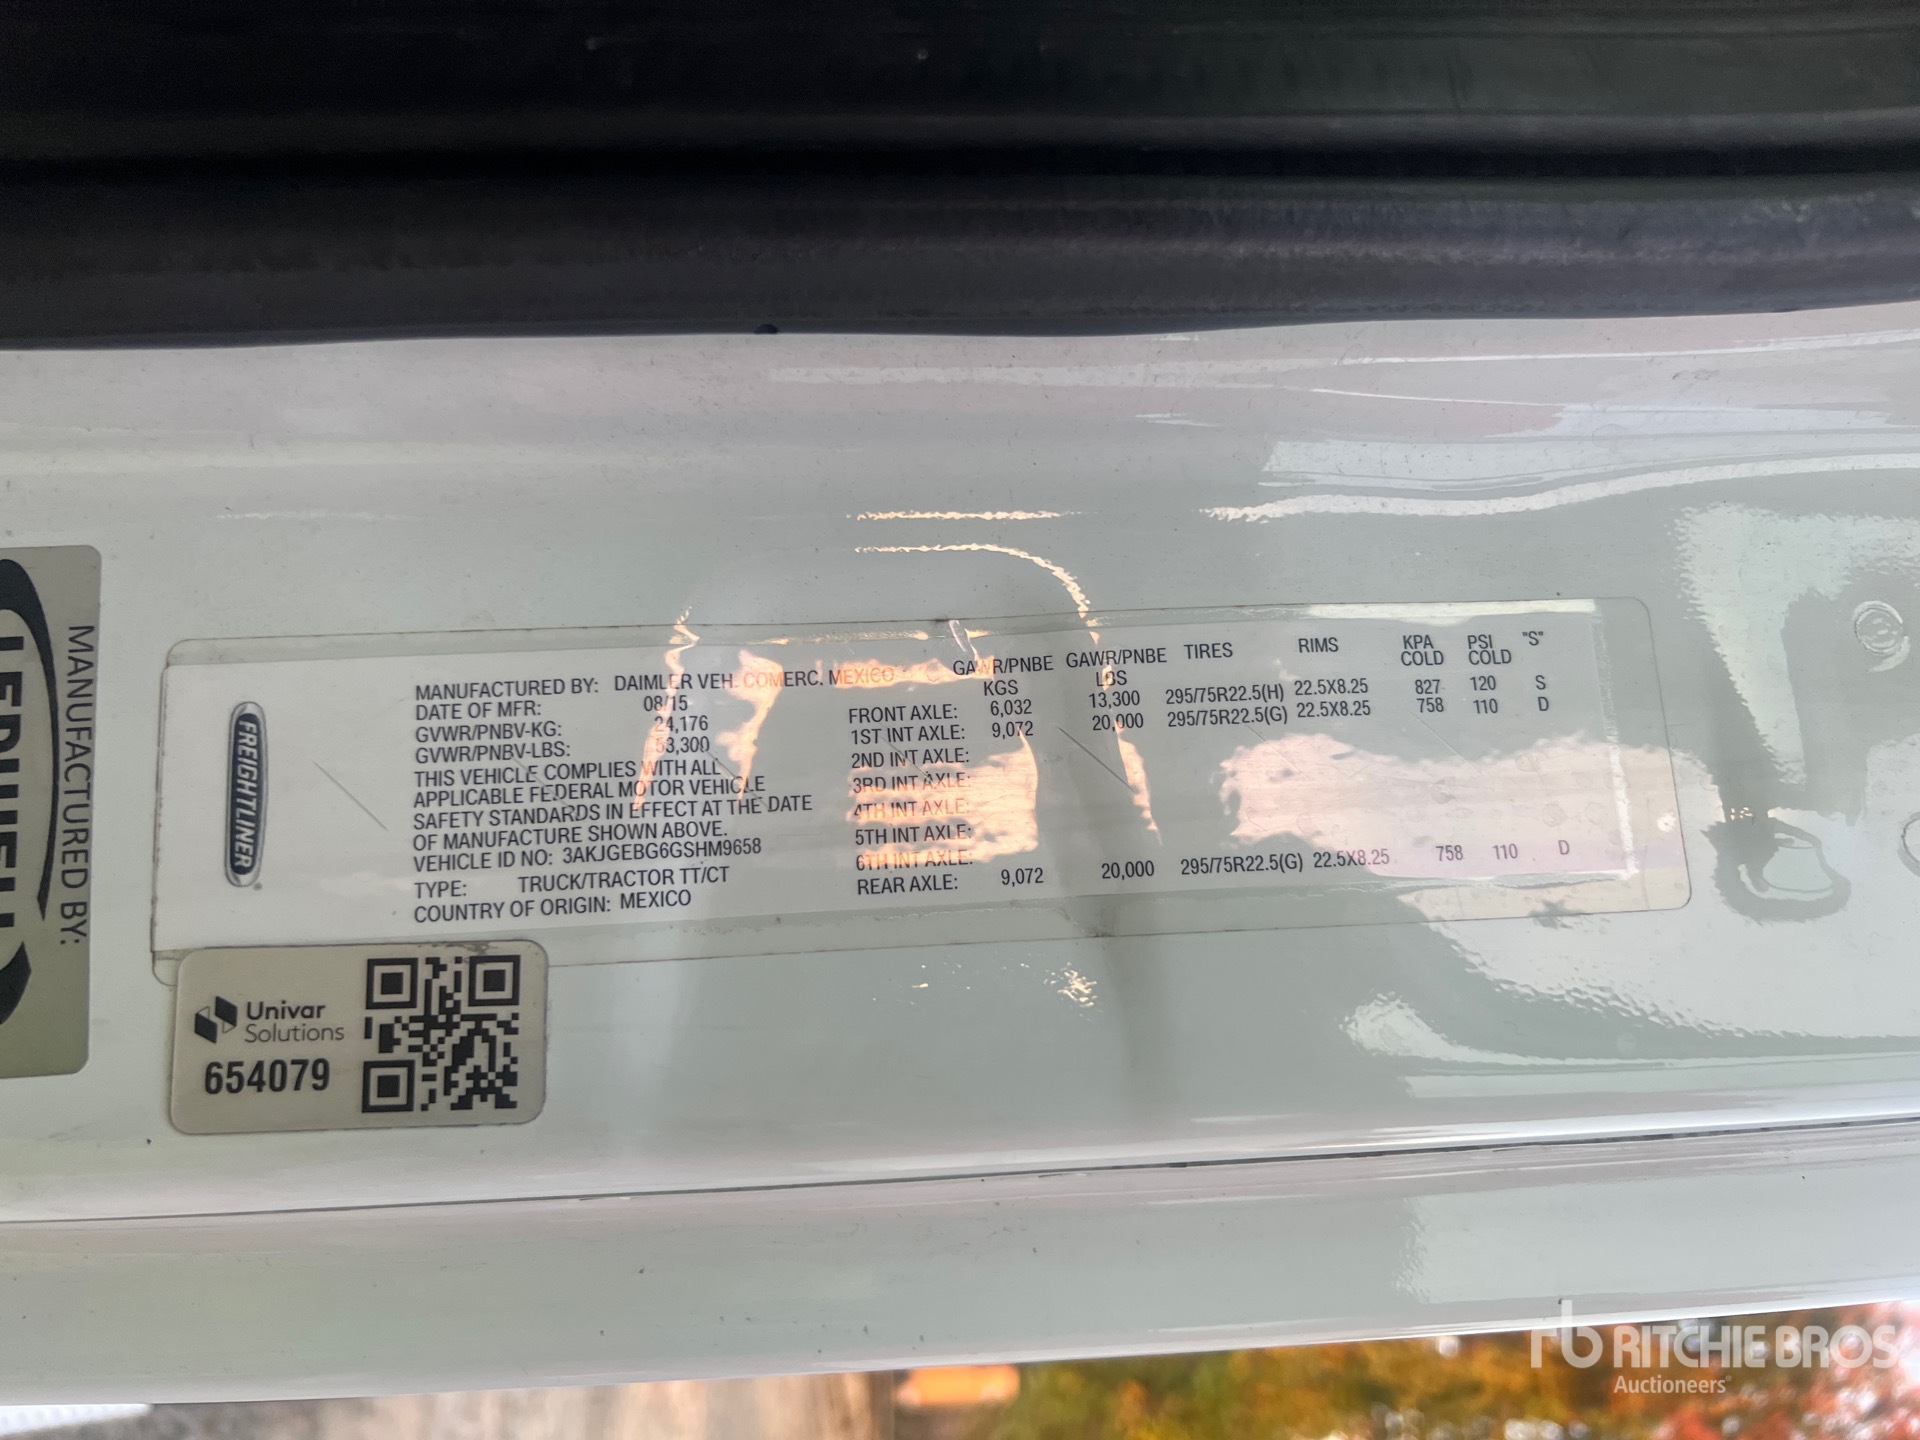 MANUFACTURED BY:
FREIGHTLINER
MANUFACTURED BY: DAIMLER VEH. COMERC. MEXICO
DATE OF MFR: 08/15
GVWR/PNBV-KG: 24,176
GVWR/PNBV-LBS: 53,300
THIS VEHICLE COMPLIES WITH ALL
APPLICABLE FEDERAL MOTOR VEHICLE
SAFETY STANDARDS IN EFFECT AT THE DATE
OF MANUFACTURE SHOWN ABOVE.
VEHICLE ID NO: 3AKJGEBG6GSHM9658
TYPE: TRUCK/TRACTOR TT/CT
COUNTRY OF ORIGIN: MEXICO
GAWR/PNBE KGS GAWR/PNBE LBS TIRES RIMS KPA COLD PSI COLD "S"
FRONT AXLE: 6,032 13,300 295/75R22.5(H) 22.5X8.25 827 120 S
1ST INT AXLE: 9,072 20,000 295/75R22.5(G) 22.5X8.25 758 110 D
2ND INT AXLE:
3RD INT AXLE:
4TH INT AXLE:
5TH INT AXLE:
6TH INT AXLE:
REAR AXLE: 9,072 20,000 295/75R22.5(G) 22.5X8.25 758 110 D
Univar
Solutions
654079
rb RITCHIE BROS
Auctioneers